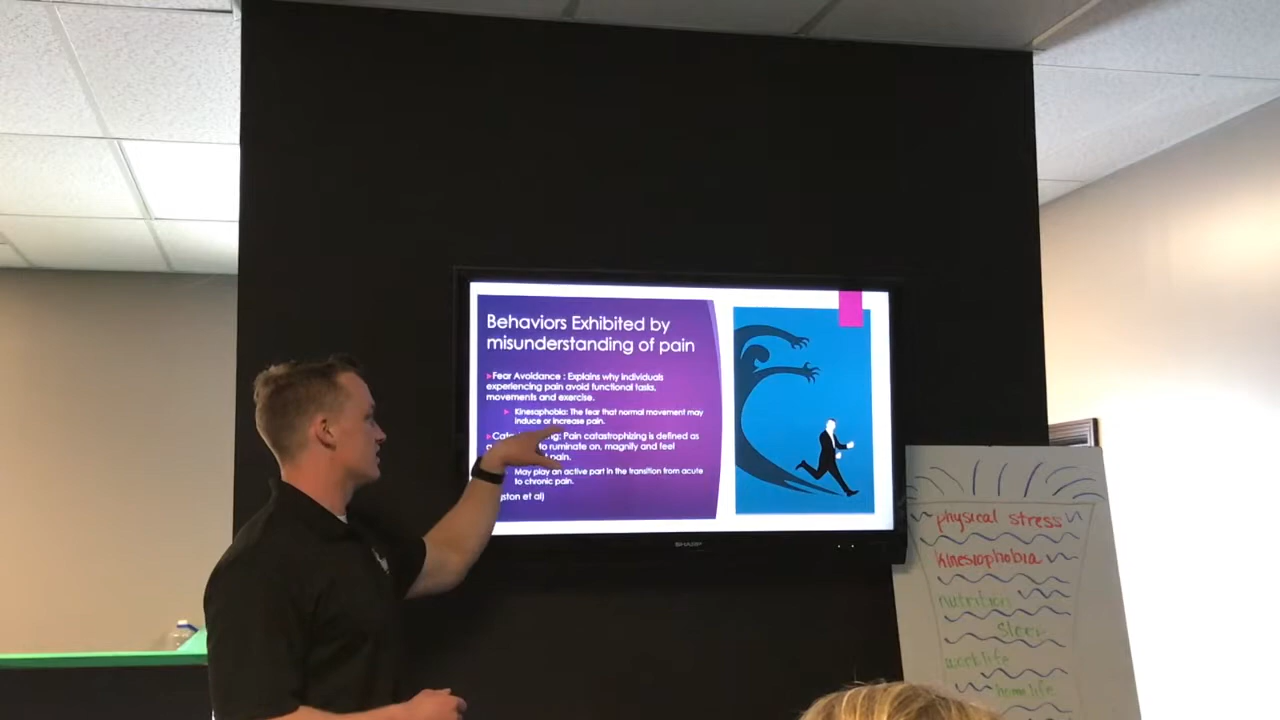 Behaviors Exhibited by
misunderstanding of pain
Fear Avoidance : Explains why individuals
experiencing pain avoid functional tasks,
movements and exercise.
Kinesaphobia: The fear that normal movement may
induce or increase pain.
Pain catastrophizing is defined as
to ruminate on, magnify and feel
pain.
May play an active part in the transition from acute
to chronic pain.
et al)
SHARP
physical stress
kinesiophobia
nutrition
sleep
work life
home life